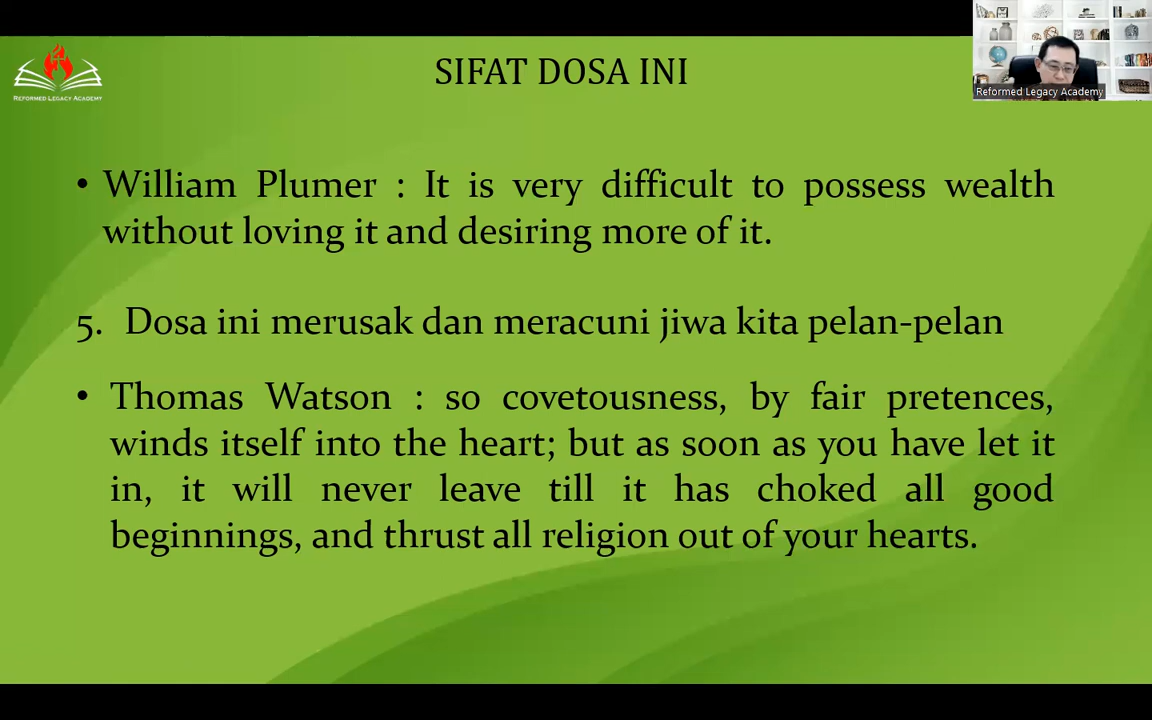 SIFAT DOSA INI
REFORMED LEGACY ACADEMY
Reformed Legacy Academy
• William Plumer : It is very difficult to possess wealth
without loving it and desiring more of it.
5. Dosa ini merusak dan meracuni jiwa kita pelan-pelan
• Thomas Watson : so covetousness, by fair pretences,
winds itself into the heart; but as soon as you have let it
in, it will never leave till it has choked all good
beginnings, and thrust all religion out of your hearts.